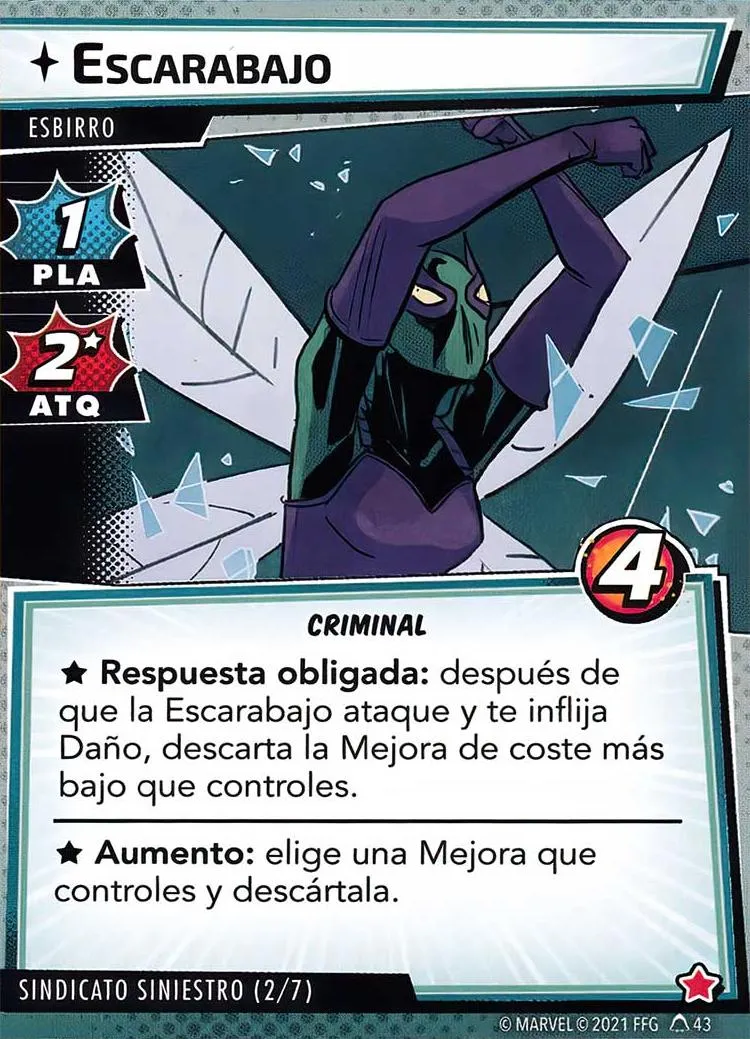 Escarabajo
ESBIRRO
1
PLA
2
ATQ
4
CRIMINAL
Respuesta obligada: después de
que la Escarabajo ataque y te inflija
Daño, descarta la Mejora de coste más
bajo que controles.
Aumento: elige una Mejora que
controles y descártala.
SINDICATO SINIESTRO (2/7)
© MARVEL © 2021 FFG 43